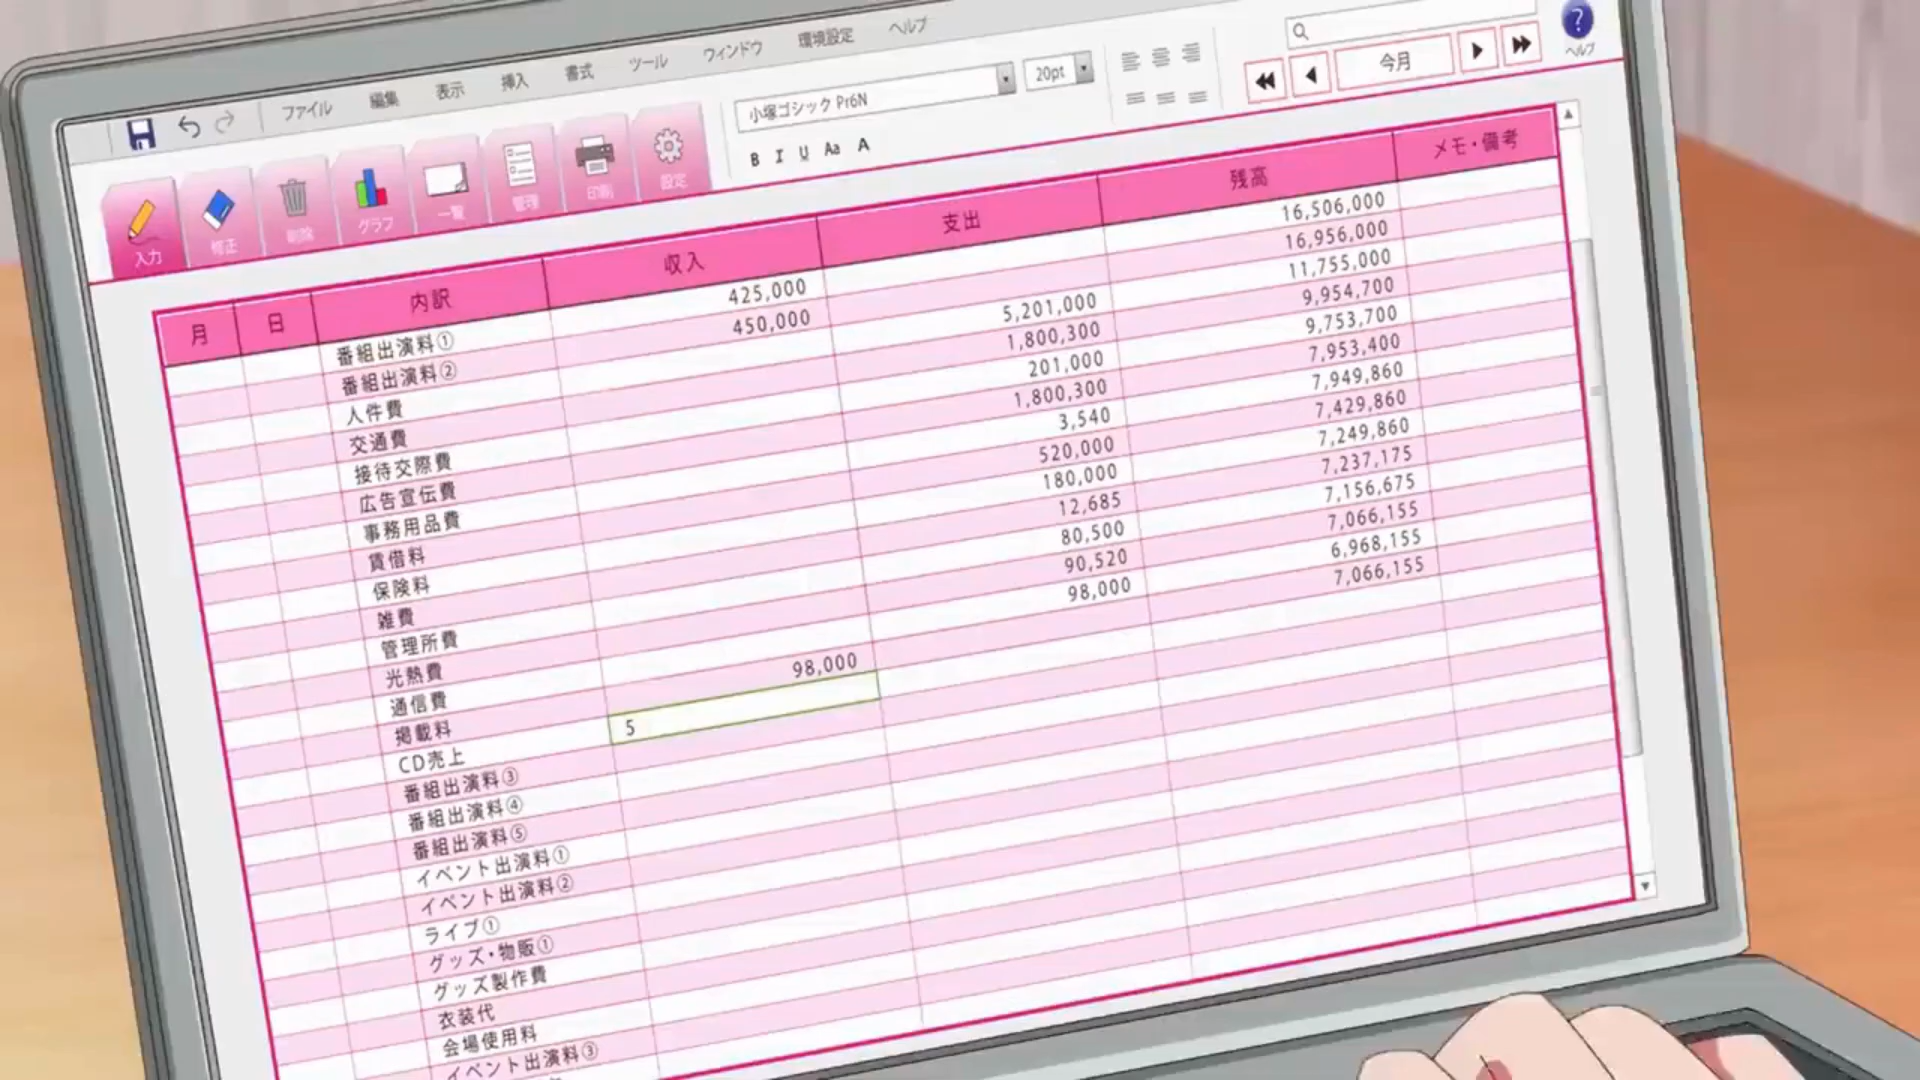 ファイル 編集 表示 挿入 書式 ツール ウィンドウ 環境設定 ヘルプ
小塚ゴシック Pr6N 20pt
今月
ヘルプ
B I U Aa A
入力 修正 削除 グラフ 一覧 管理 印刷 設定
月 日 内訳 収入 支出 残高 メモ・備考
番組出演料① 425,000 16,506,000
番組出演料② 450,000 16,956,000
人件費 5,201,000 11,755,000
交通費 1,800,300 9,954,700
接待交際費 201,000 9,753,700
広告宣伝費 1,800,300 7,953,400
事務用品費 3,540 7,949,860
賃借料 520,000 7,429,860
保険料 180,000 7,249,860
雑費 12,685 7,237,175
管理所費 80,500 7,156,675
光熱費 90,520 7,066,155
通信費 98,000 6,968,155
掲載料 98,000 7,066,155
CD売上 5
番組出演料③
番組出演料④
番組出演料⑤
イベント出演料①
イベント出演料②
ライブ①
グッズ・物販①
グッズ製作費
衣装代
会場使用料
イベント出演料③